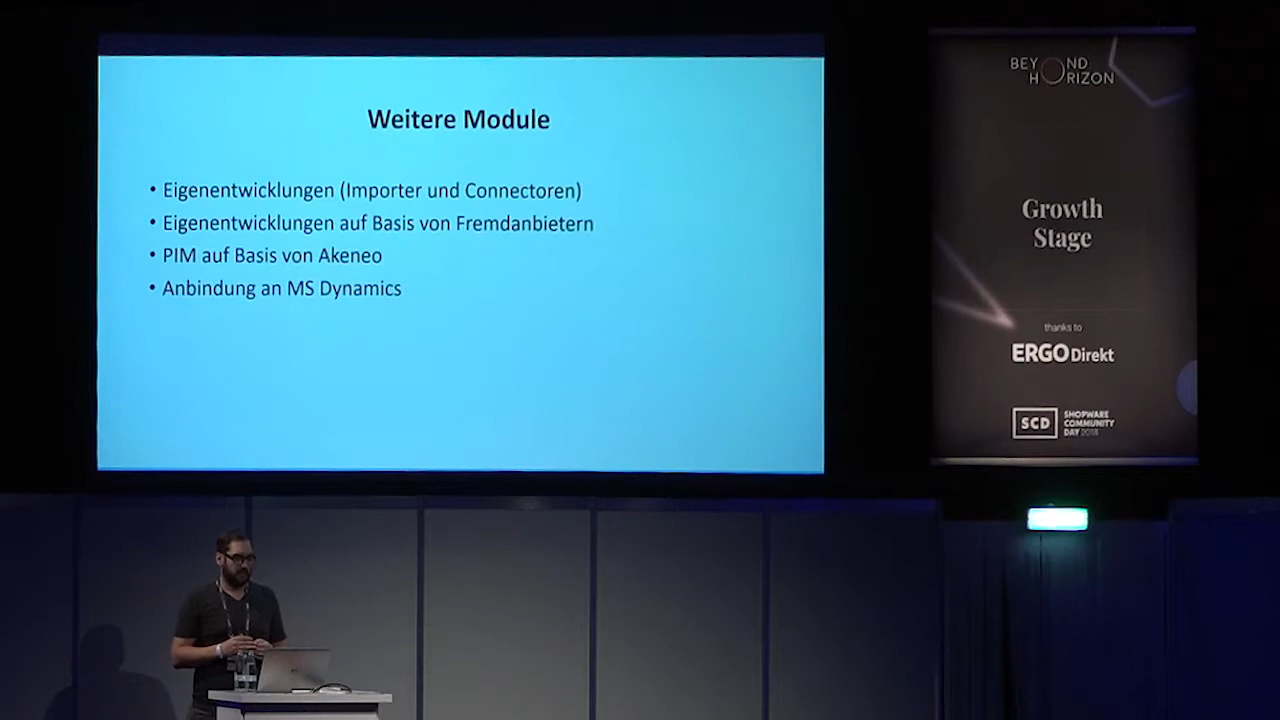 Weitere Module
• Eigenentwicklungen (Importer und Connectoren)
• Eigenentwicklungen auf Basis von Fremdanbietern
• PIM auf Basis von Akeneo
• Anbindung an MS Dynamics
BEYOND
HORIZON
Growth
Stage
thanks to
ERGO Direkt
SCD
SHOPWARE
COMMUNITY
DAY 2018